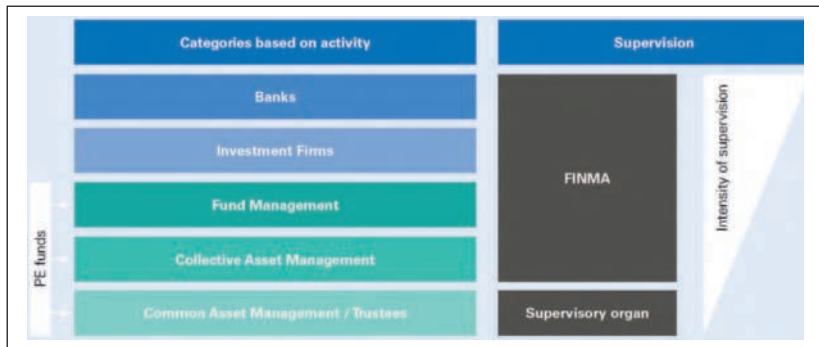 Categories based on activity
Supervision
Banks
Investment Firms
Fund Management
Collective Asset Management
Common Asset Management / Trustees
FINMA
Supervisory organ
Intensity of supervision
PE funds